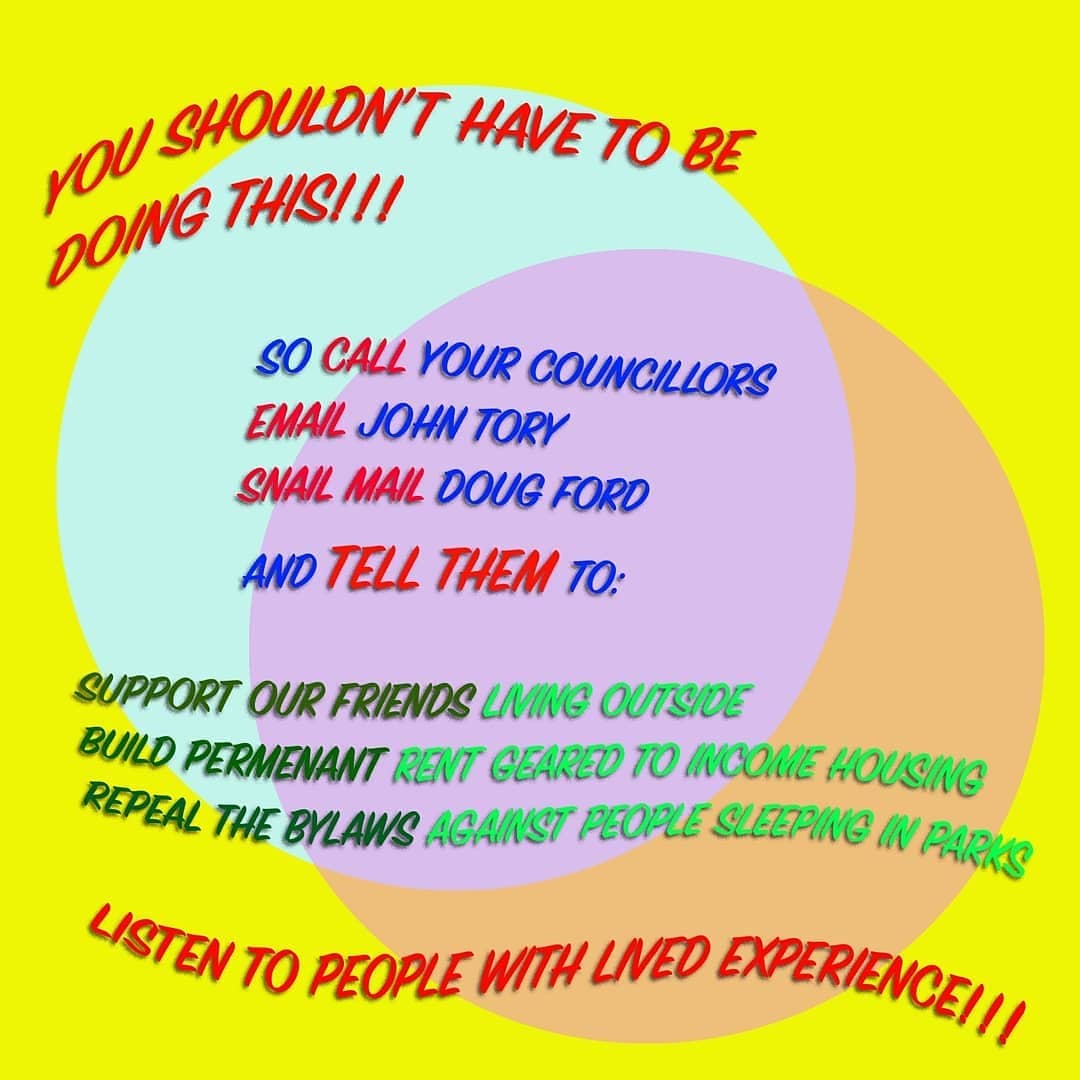 YOU SHOULDN'T HAVE TO BE
DOING THIS!!!
SO CALL YOUR COUNCILLORS
EMAIL JOHN TORY
SNAIL MAIL DOUG FORD
AND TELL THEM TO:
SUPPORT OUR FRIENDS LIVING OUTSIDE
BUILD PERMENANT RENT GEARED TO INCOME HOUSING
REPEAL THE BYLAWS AGAINST PEOPLE SLEEPING IN PARKS
LISTEN TO PEOPLE WITH LIVED EXPERIENCE!!!